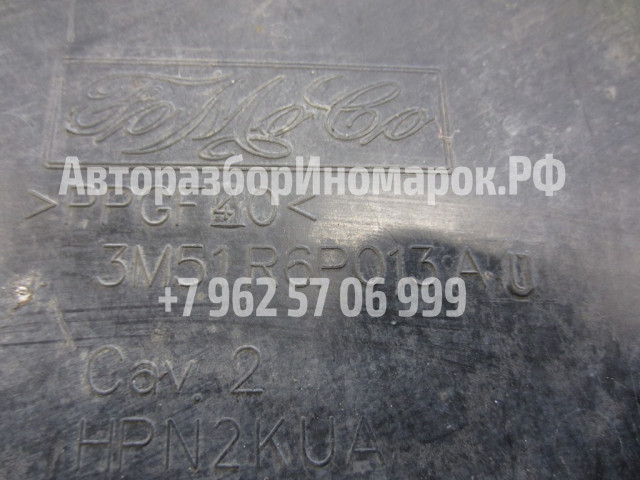 FoMoCo
АвторазборИномарок.РФ
>PPGF40<
3M51 R6P013 A U
+7 962 57 06 999
Cav. 2
HPN2KUA